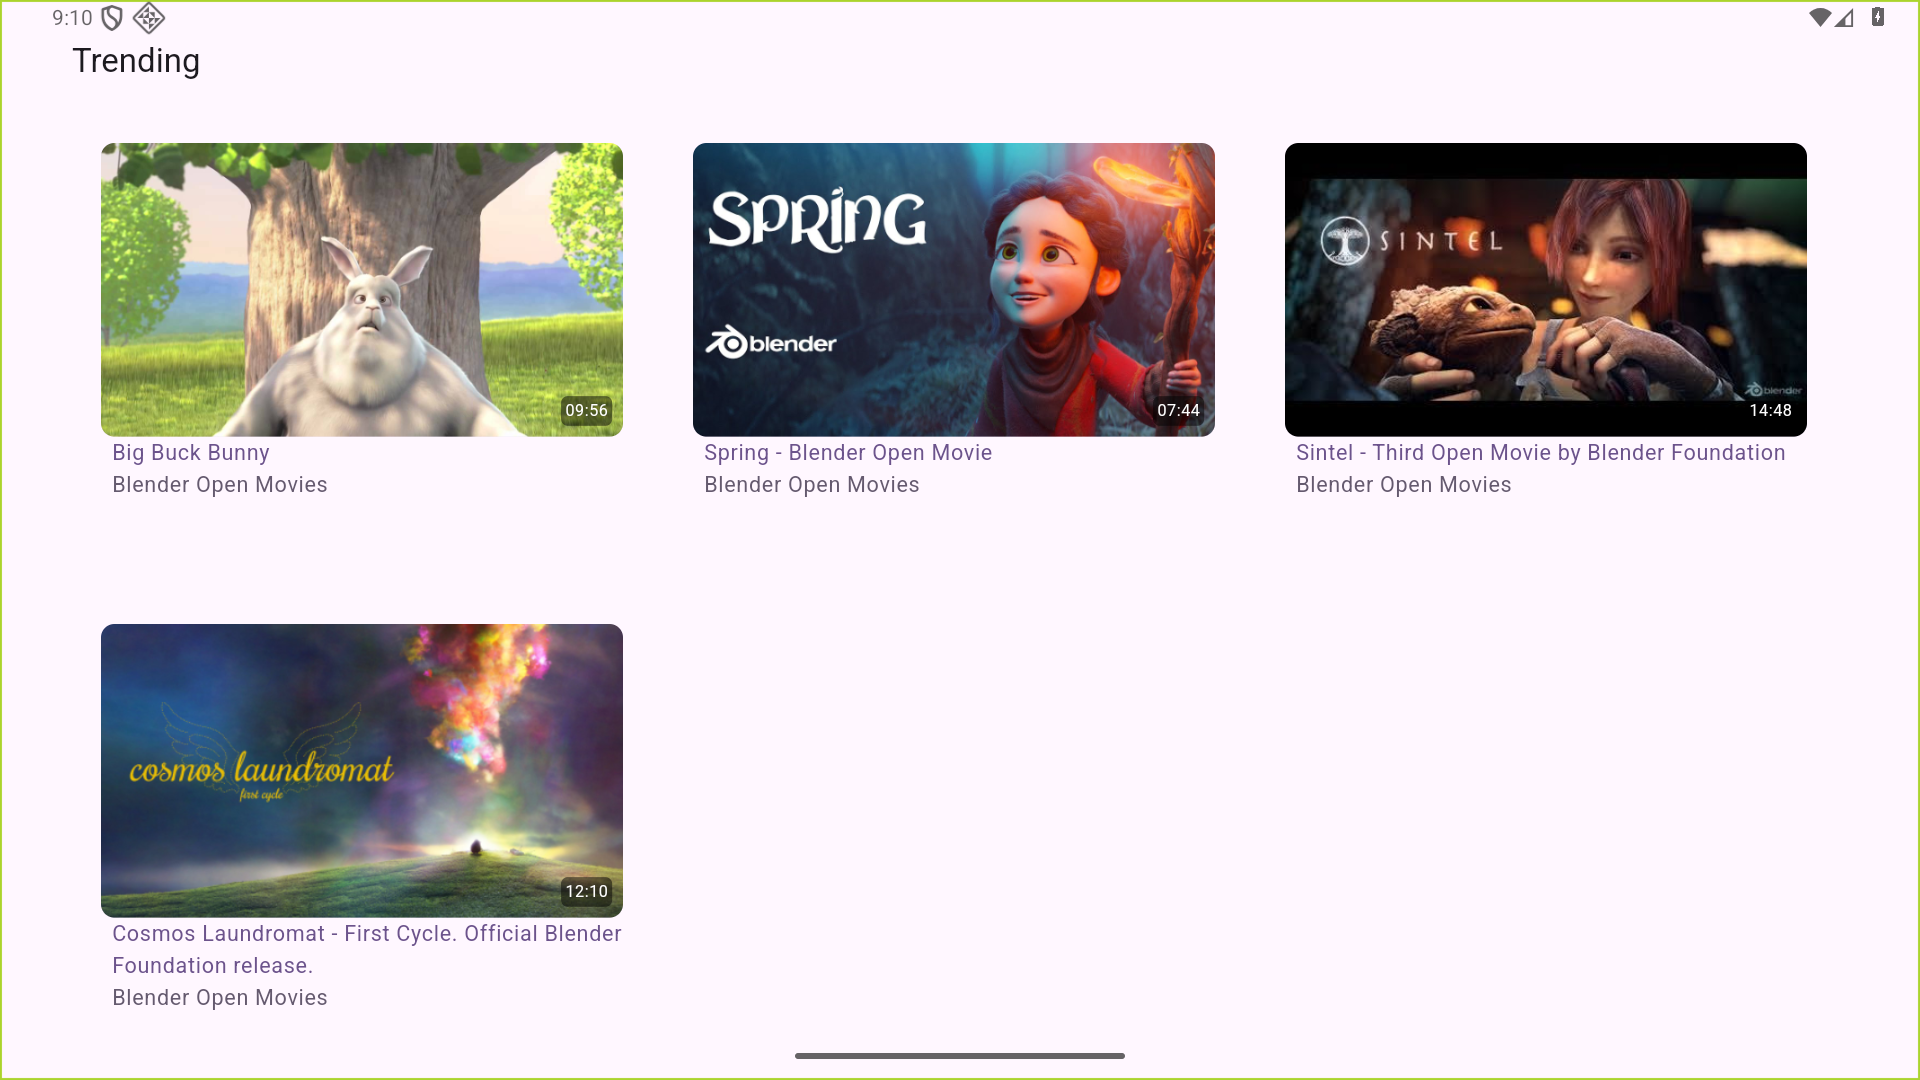 9:10
Trending
SPRING
blender
SINTEL
blender
09:56
07:44
14:48
Big Buck Bunny
Blender Open Movies
Spring - Blender Open Movie
Blender Open Movies
Sintel - Third Open Movie by Blender Foundation
Blender Open Movies
cosmos laundromat
first cycle
12:10
Cosmos Laundromat - First Cycle. Official Blender
Foundation release.
Blender Open Movies